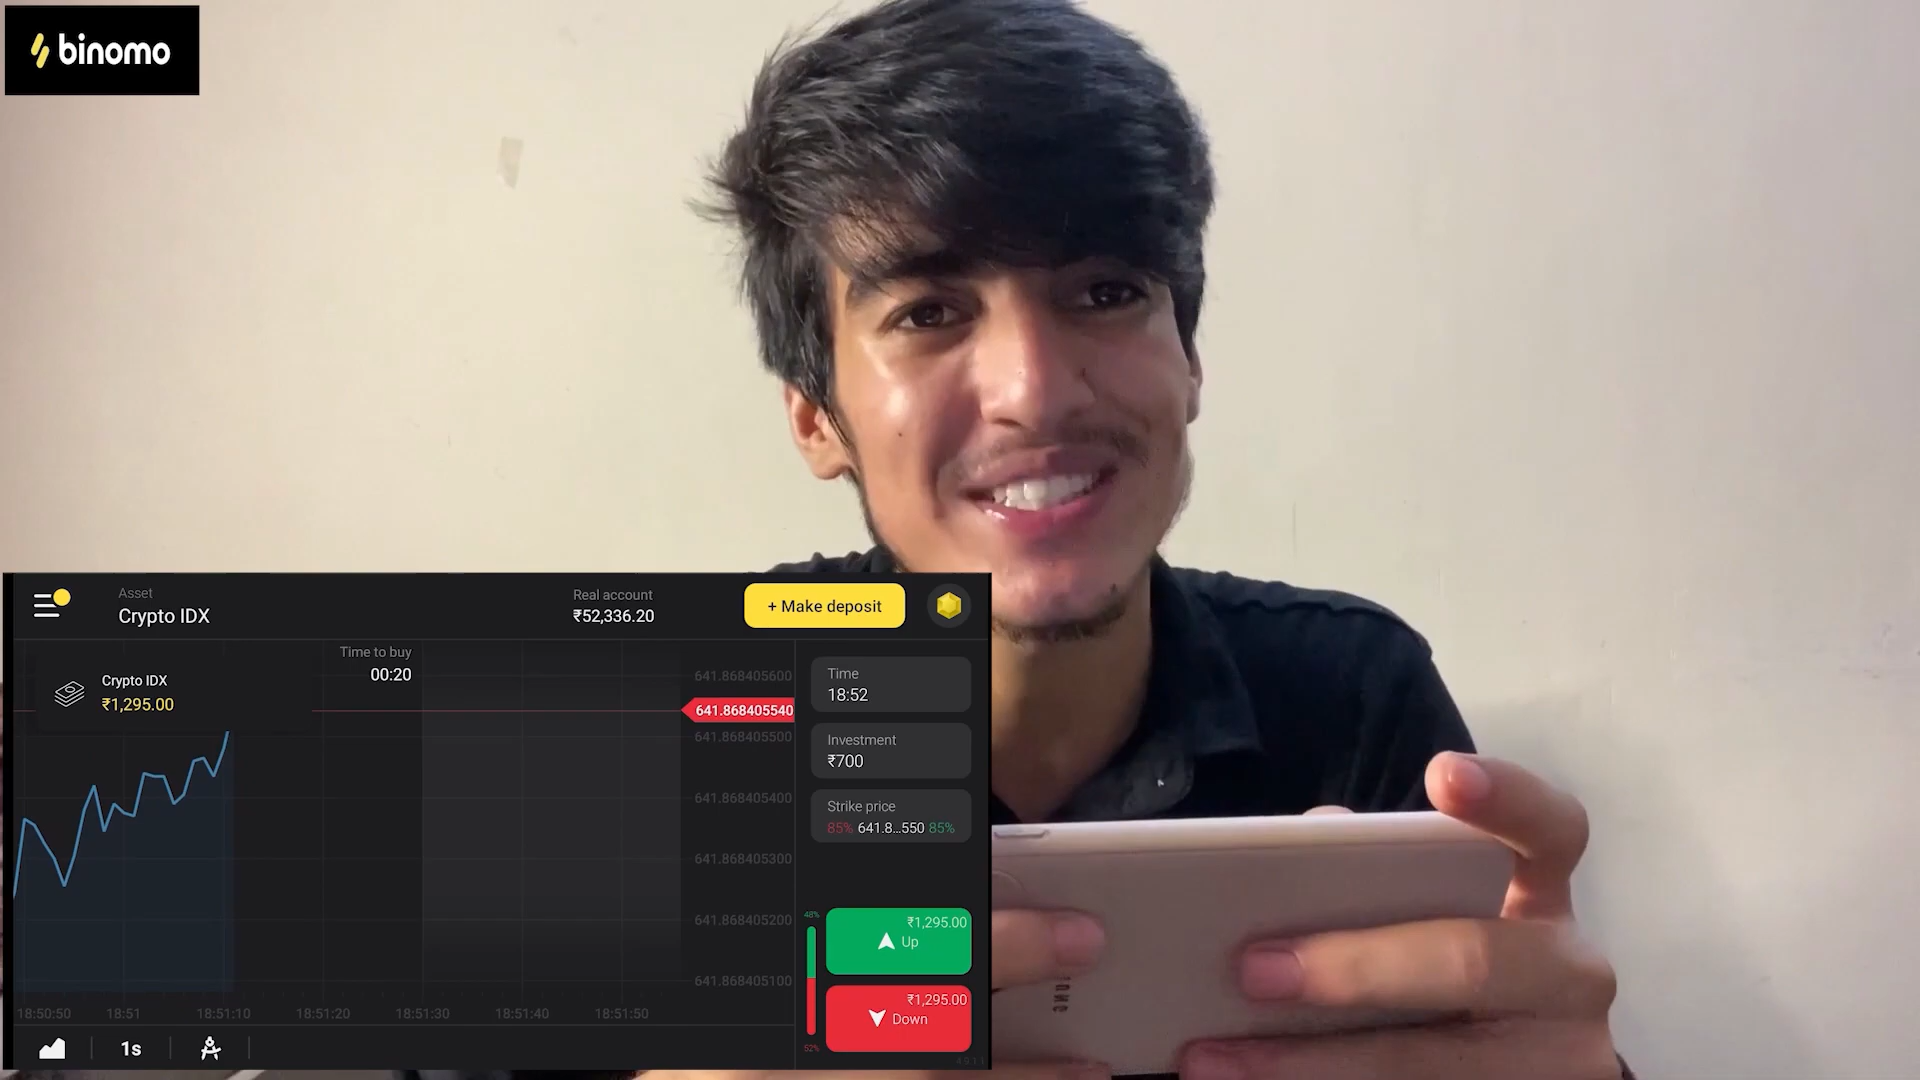 binomo
Asset
Crypto IDX
Real account
₹52,336.20
+ Make deposit
Time to buy
00:20
Crypto IDX
₹1,295.00
641.868405600
641.868405540
641.868405500
641.868405400
641.868405300
641.868405200
641.868405100
18:50:50 18:51 18:51:10 18:51:20 18:51:30 18:51:40 18:51:50
1s
Time
18:52
Investment
₹700
Strike price
85% 641.8...550 85%
48%
₹1,295.00
Up
₹1,295.00
Down
52%